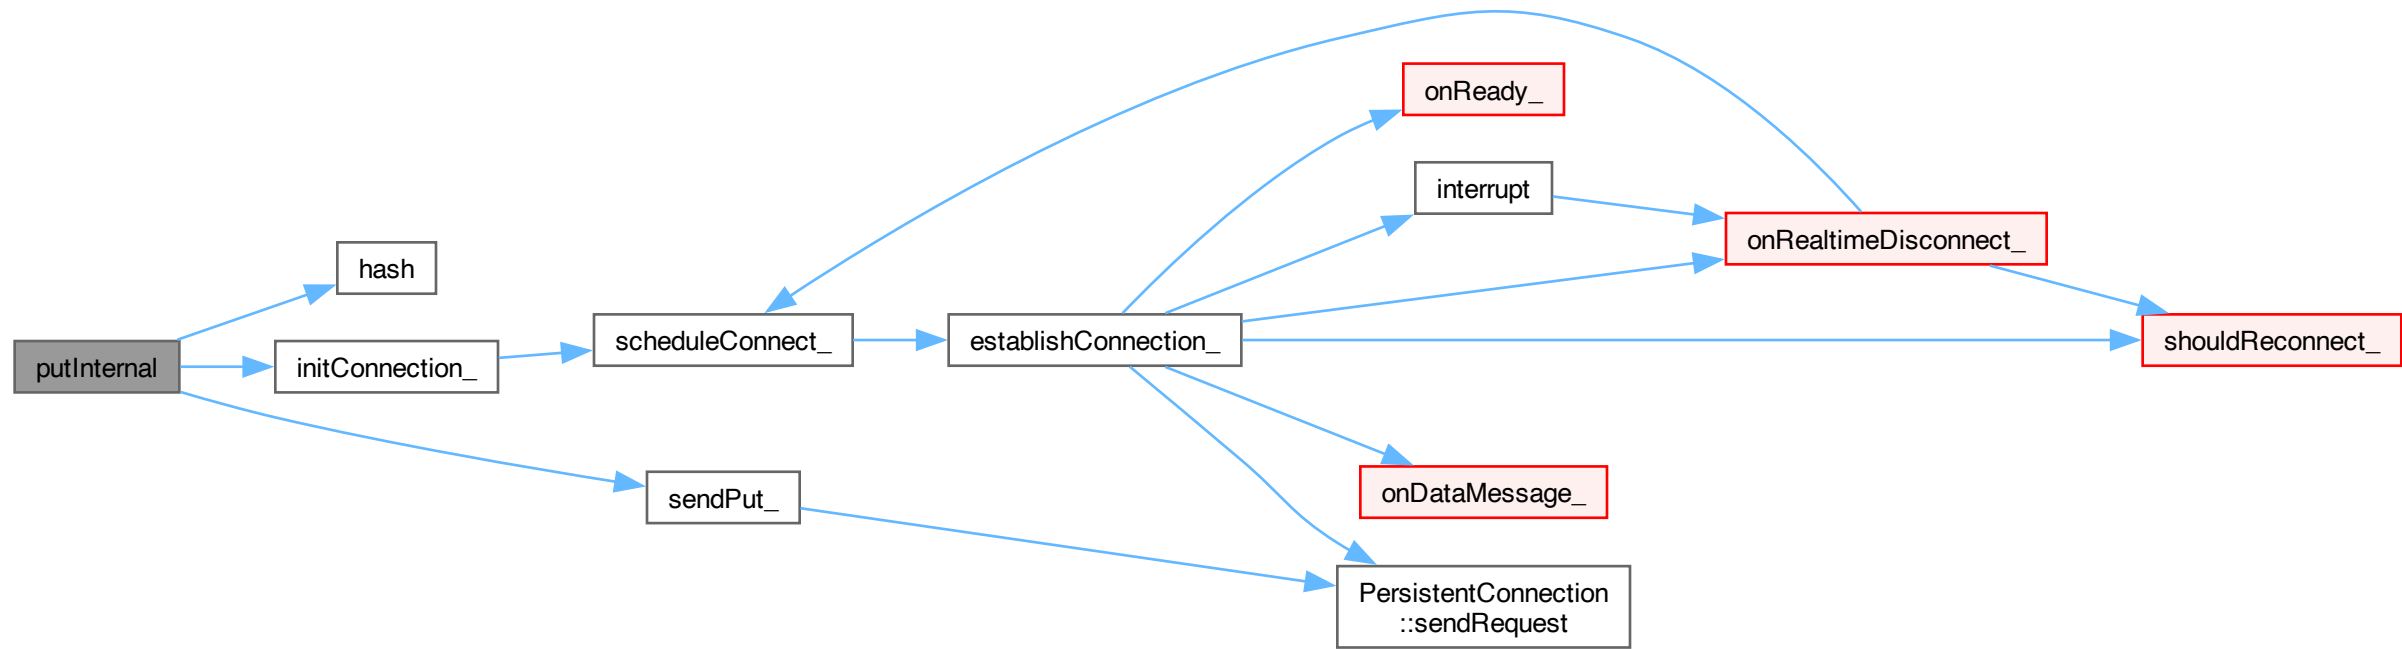 putInternal
hash
initConnection_
sendPut_
scheduleConnect_
establishConnection_
onReady_
interrupt
onRealtimeDisconnect_
shouldReconnect_
onDataMessage_
PersistentConnection
::sendRequest